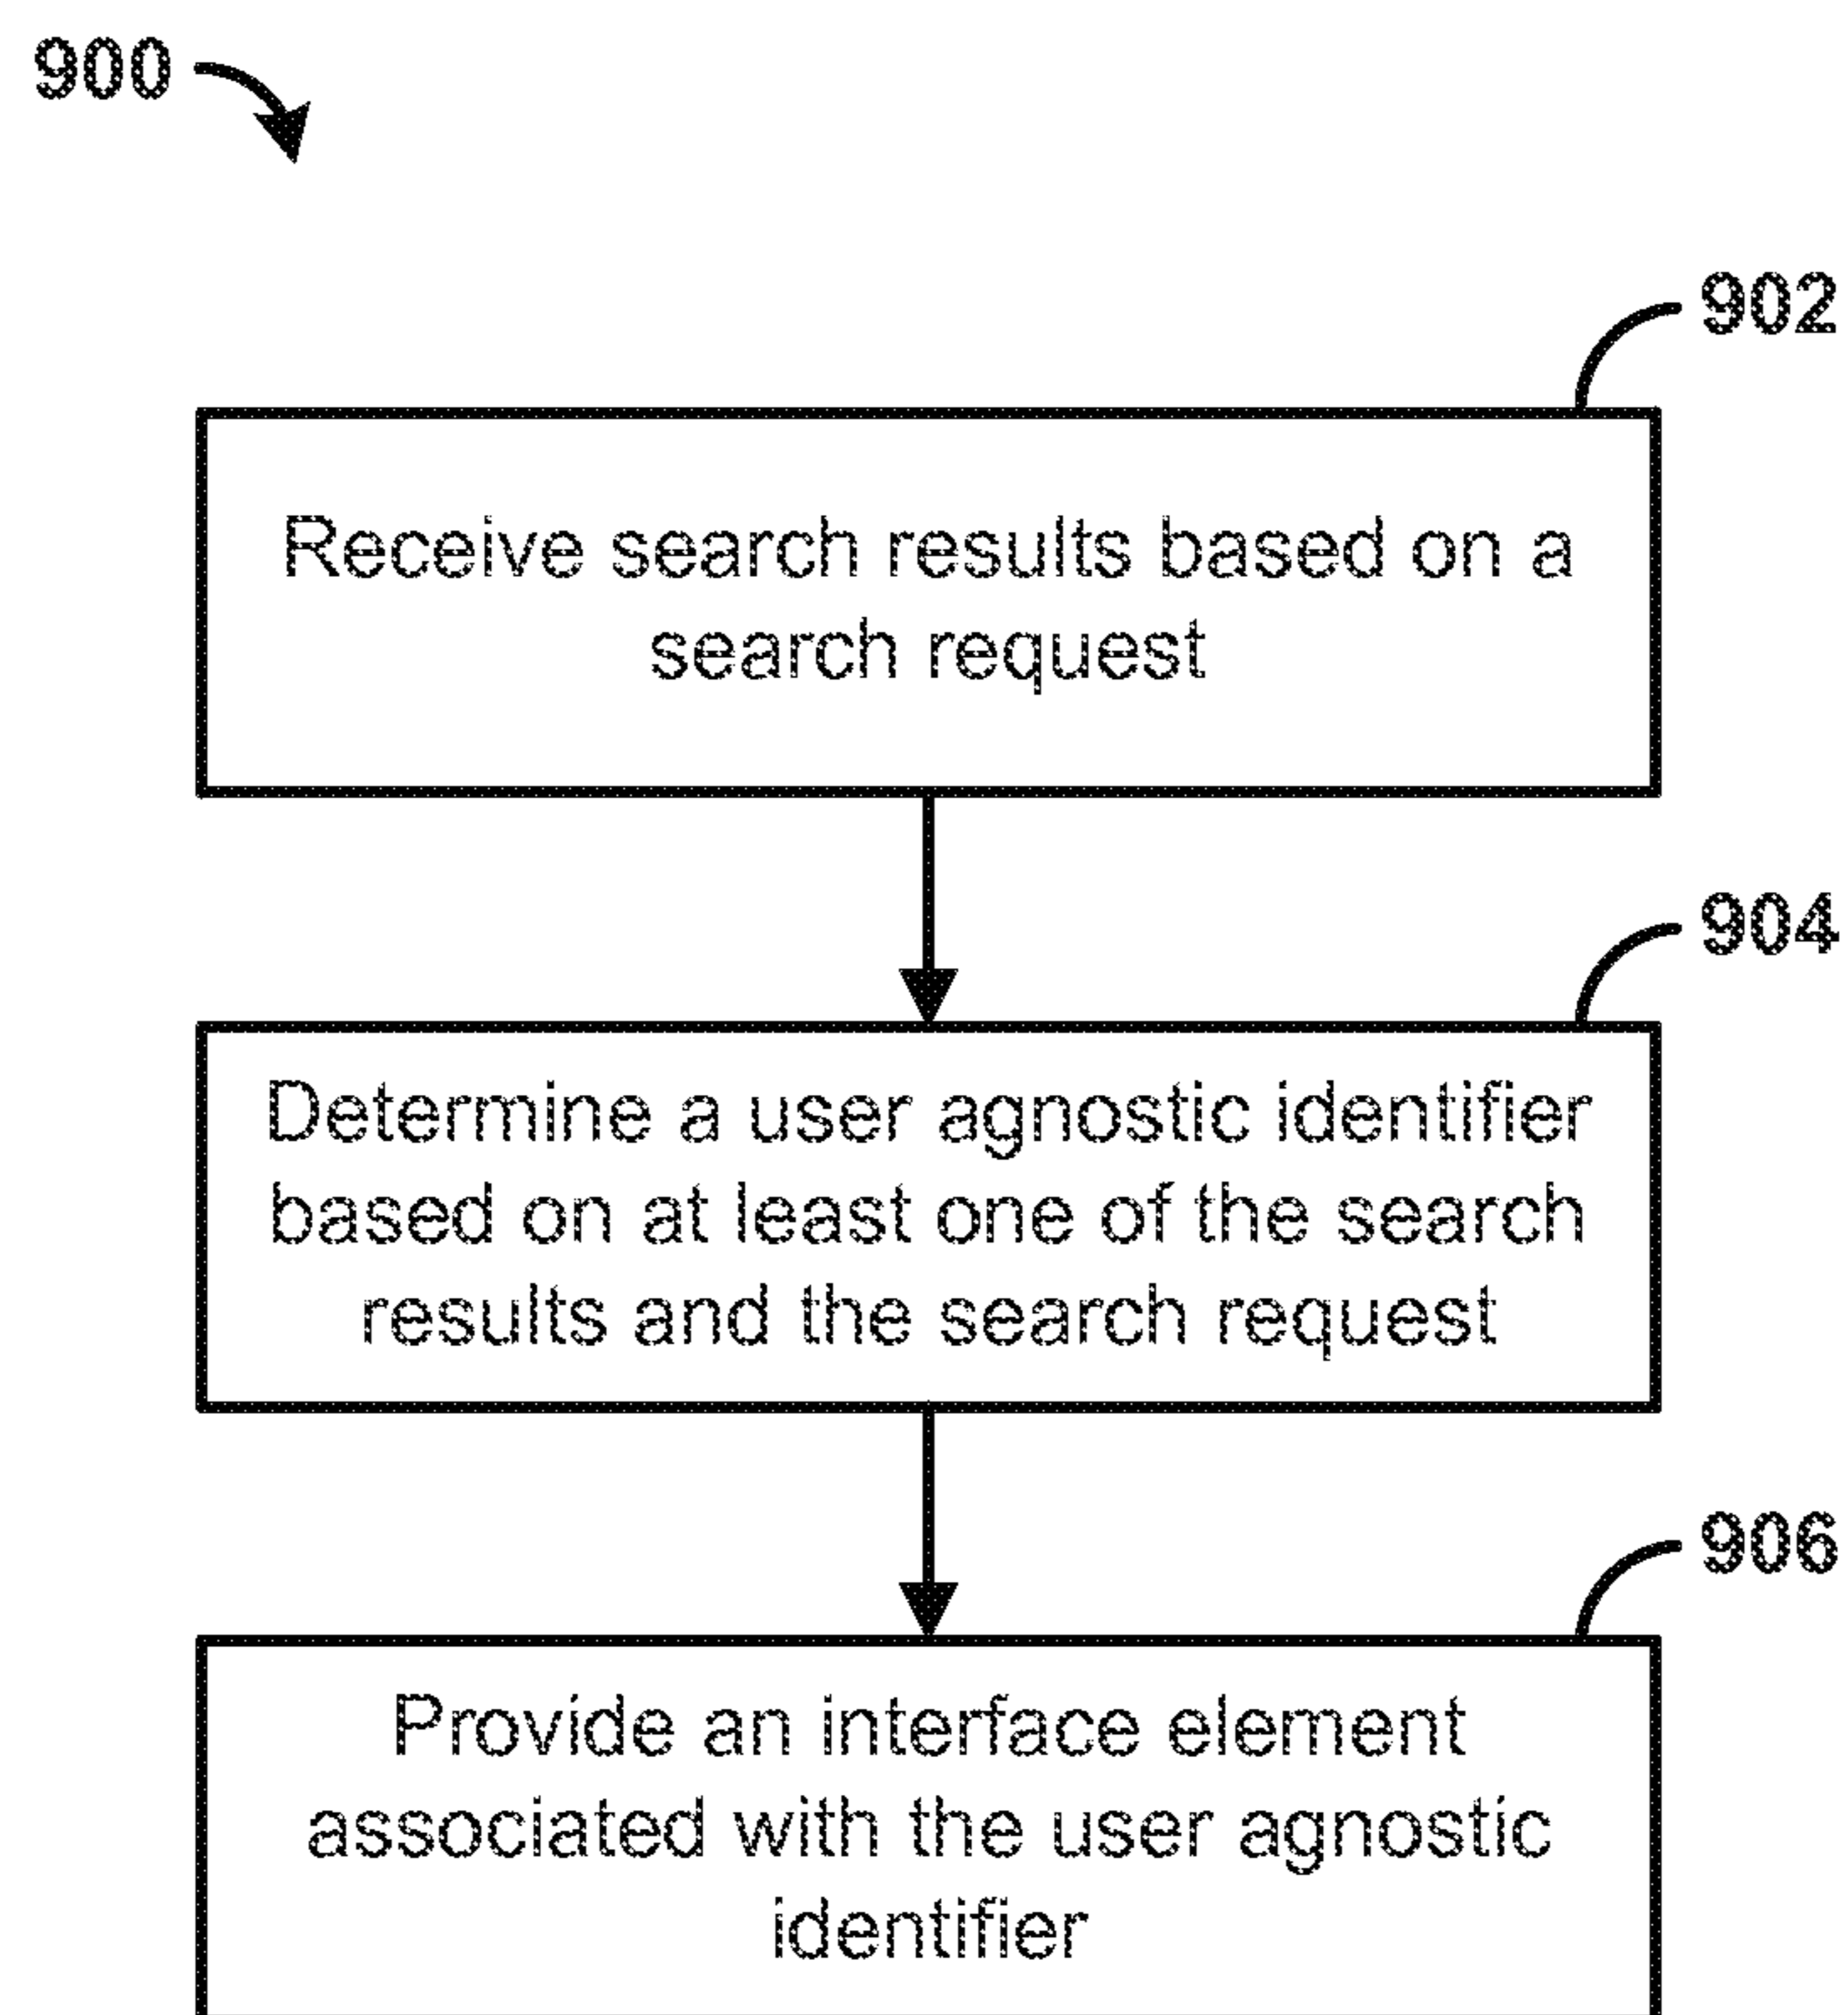 900
902
Receive search results based on a
search request
904
Determine a user agnostic identifier
based on at least one of the search
results and the search request
906
Provide an interface element
associated with the user agnostic
identifier